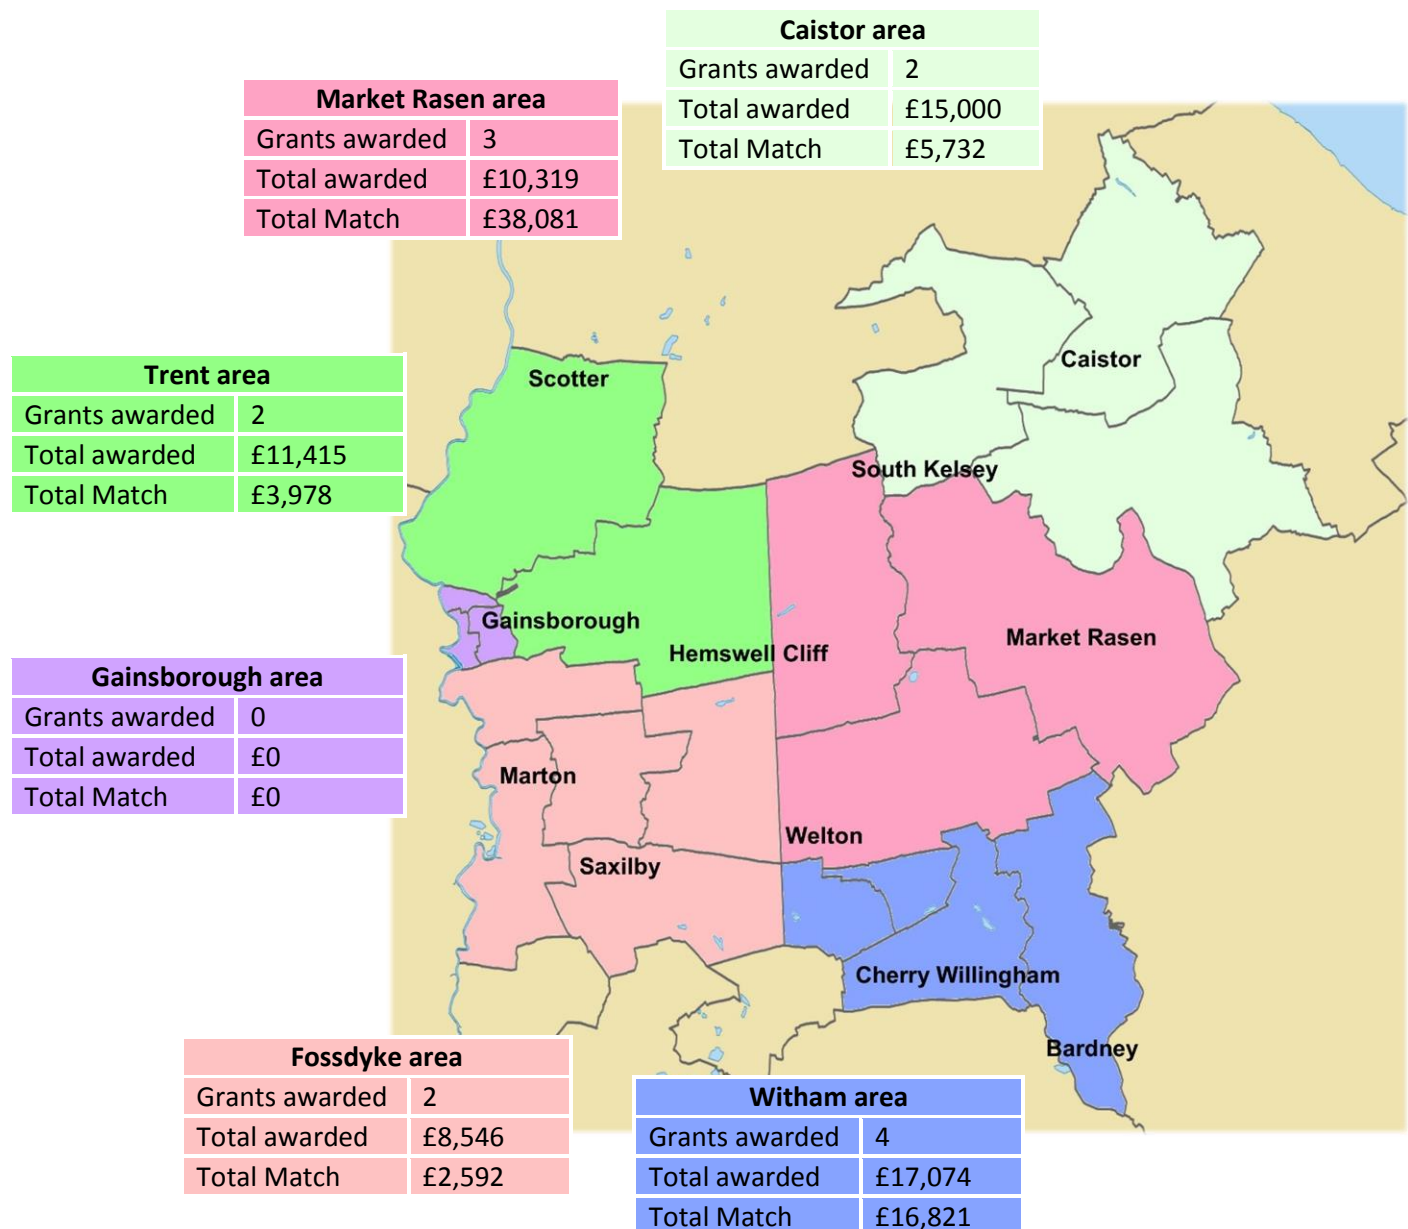 Caistor area
Grants awarded 2
Total awarded £15,000
Total Match £5,732
Market Rasen area
Grants awarded 3
Total awarded £10,319
Total Match £38,081
Trent area
Grants awarded 2
Total awarded £11,415
Total Match £3,978
Gainsborough area
Grants awarded 0
Total awarded £0
Total Match £0
Scotter
Caistor
South Kelsey
Gainsborough
Market Rasen
Hemswell Cliff
Marton
Welton
Saxilby
Cherry Willingham
Bardney
Fossdyke area
Grants awarded 2
Total awarded £8,546
Total Match £2,592
Witham area
Grants awarded 4
Total awarded £17,074
Total Match £16,821